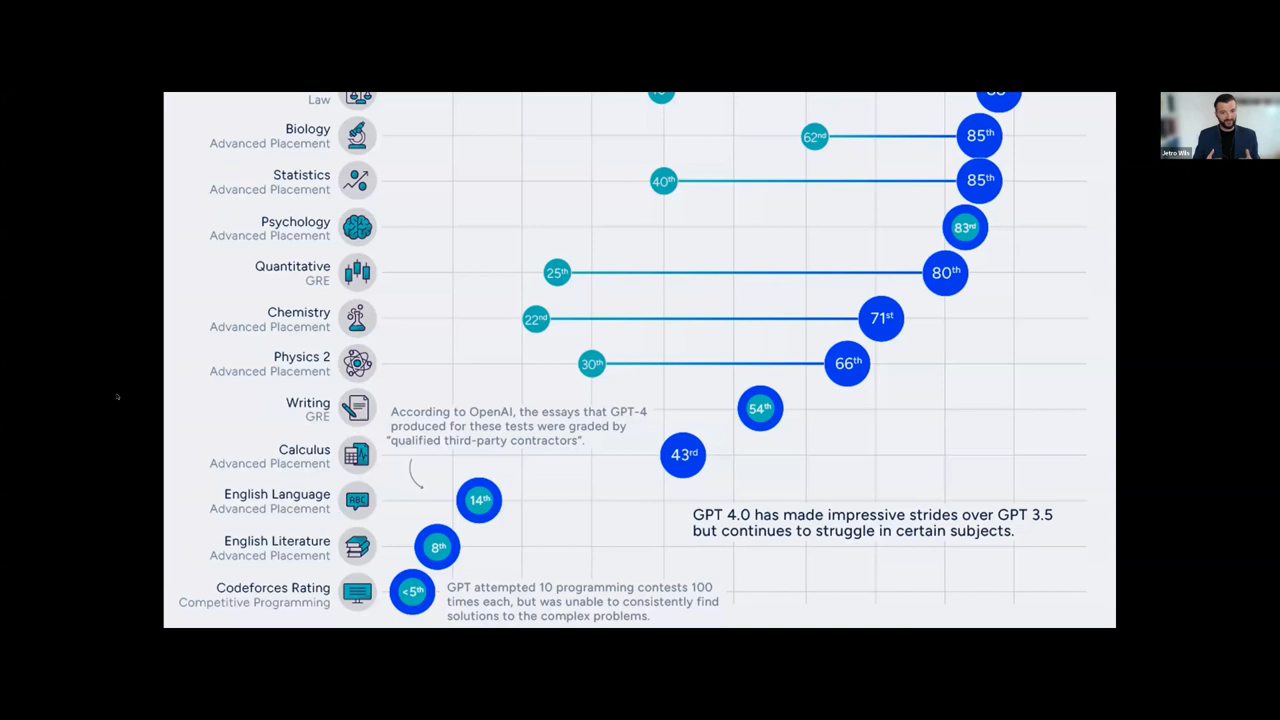 Law
Biology
Advanced Placement
62nd
85th
Statistics
Advanced Placement
40th
85th
Psychology
Advanced Placement
83rd
Quantitative
GRE
25th
80th
Chemistry
Advanced Placement
22nd
71st
Physics 2
Advanced Placement
30th
66th
Writing
GRE
54th
According to OpenAI, the essays that GPT-4
produced for these tests were graded by
"qualified third-party contractors".
Calculus
Advanced Placement
43rd
English Language
Advanced Placement
ABC
14th
GPT 4.0 has made impressive strides over GPT 3.5
but continues to struggle in certain subjects.
English Literature
Advanced Placement
8th
Codeforces Rating
Competitive Programming
<5th
GPT attempted 10 programming contests 100
times each, but was unable to consistently find
solutions to the complex problems.
Jetro Wils